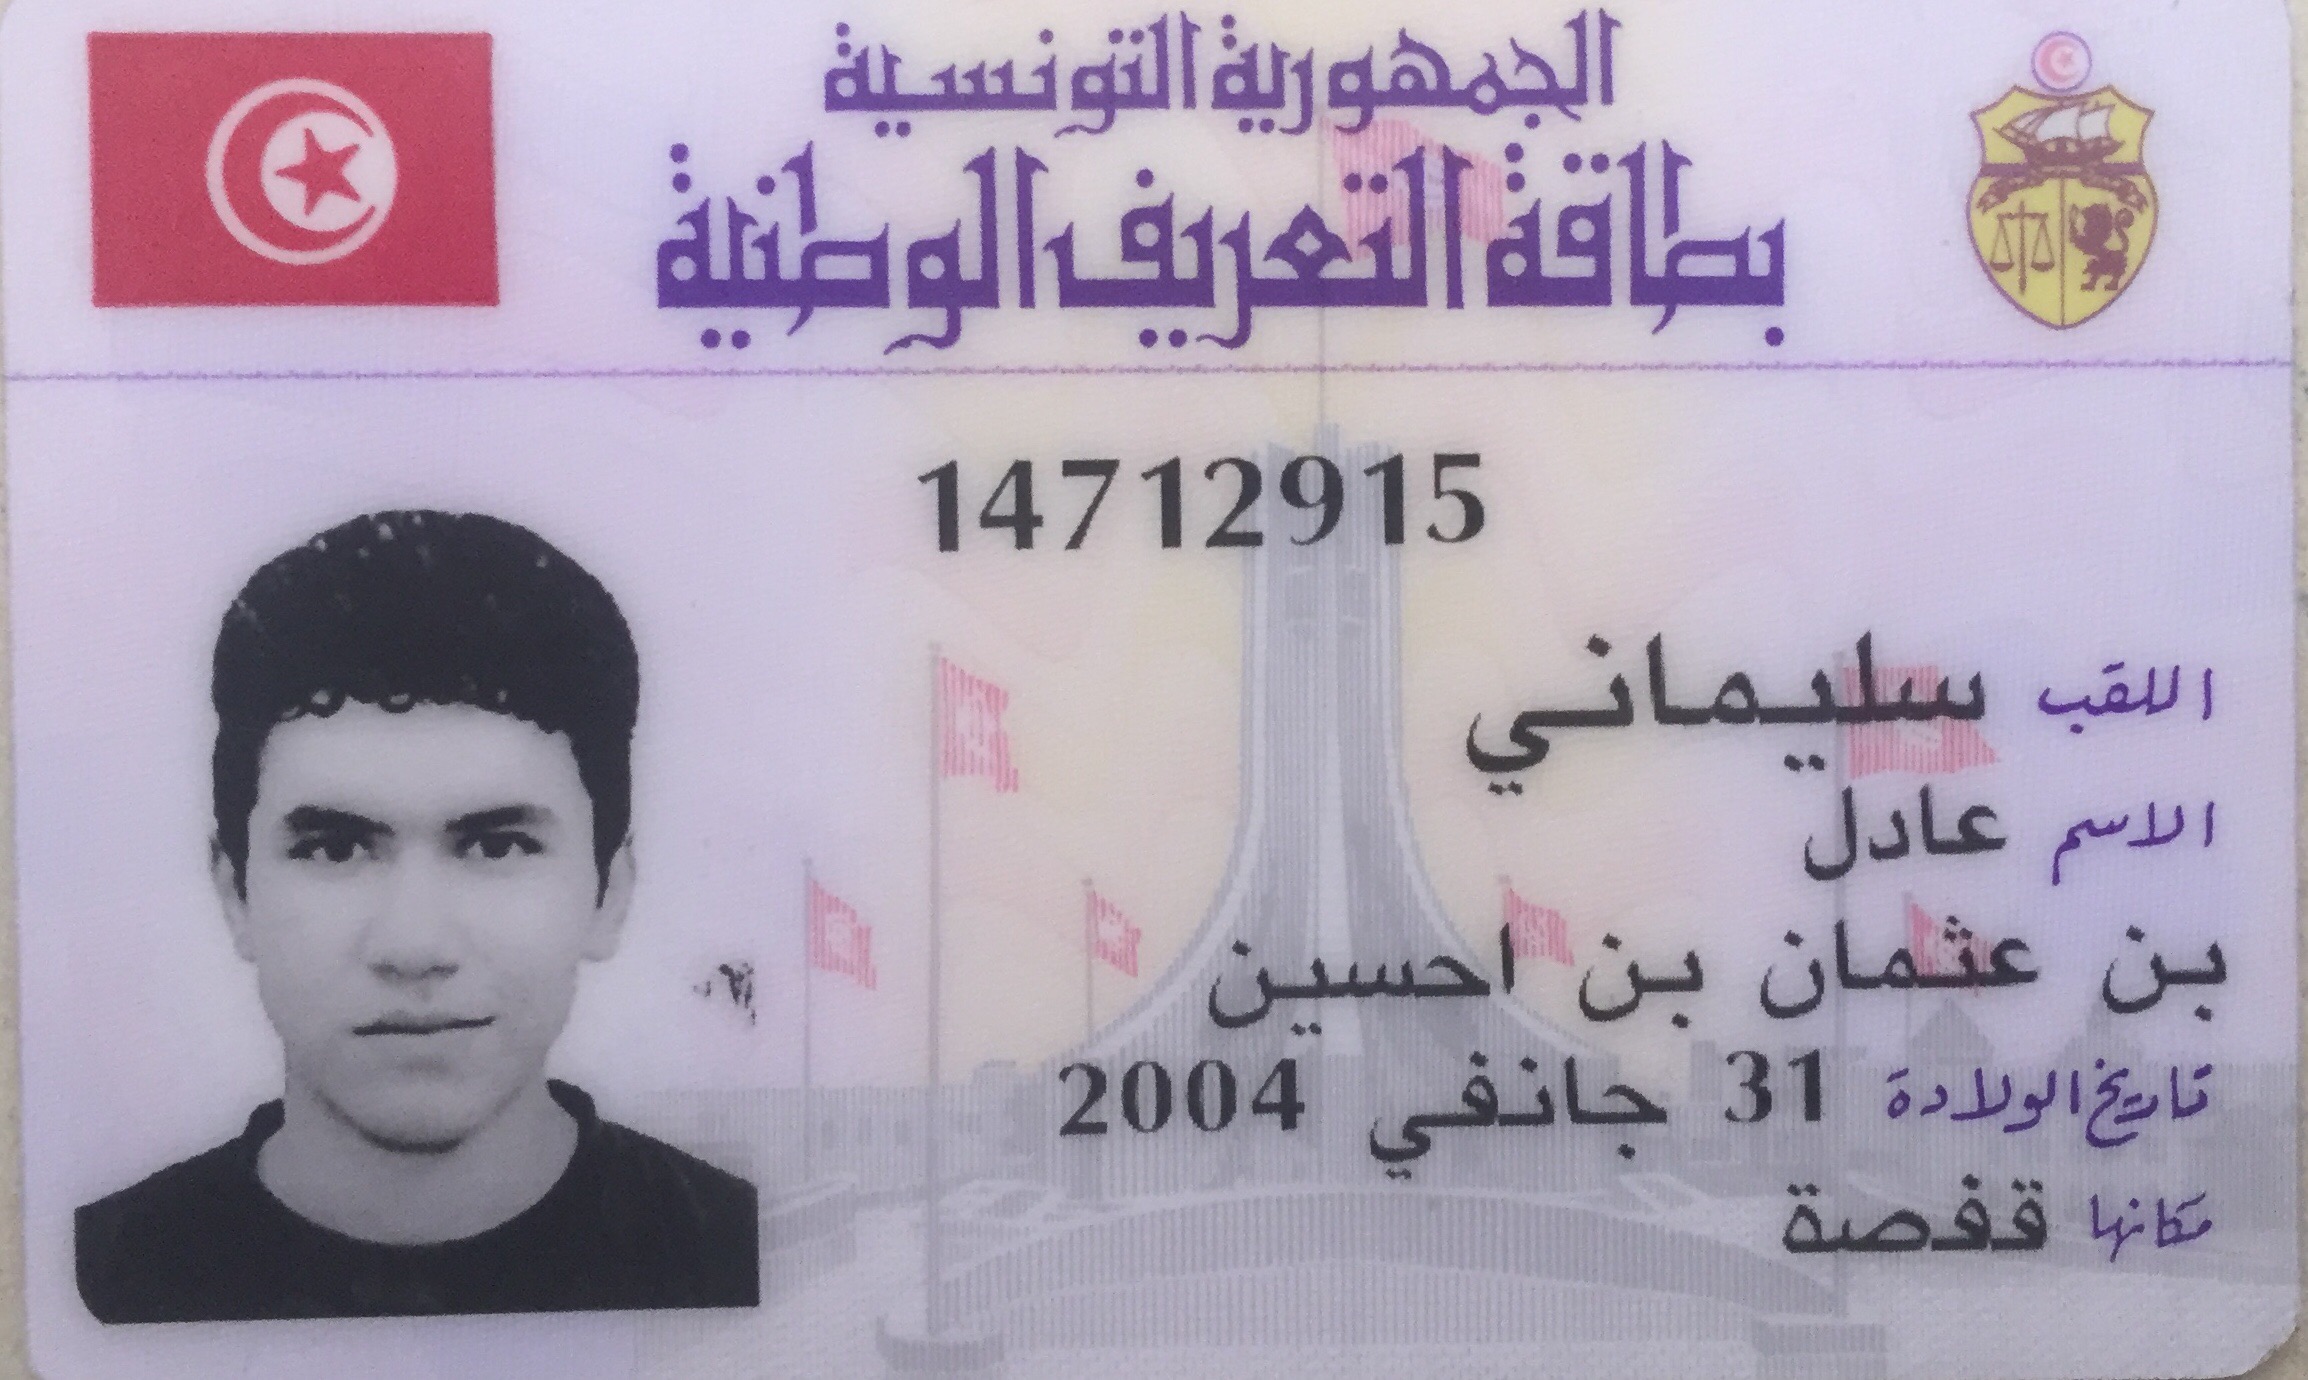 الجمهورية التونسية
بطاقة التعريف الوطنية
14712915
اللقب سليماني
الاسم عادل
بن عثمان بن احسين
تاريخ الولادة 31 جانفي 2004
مكانها قفصة